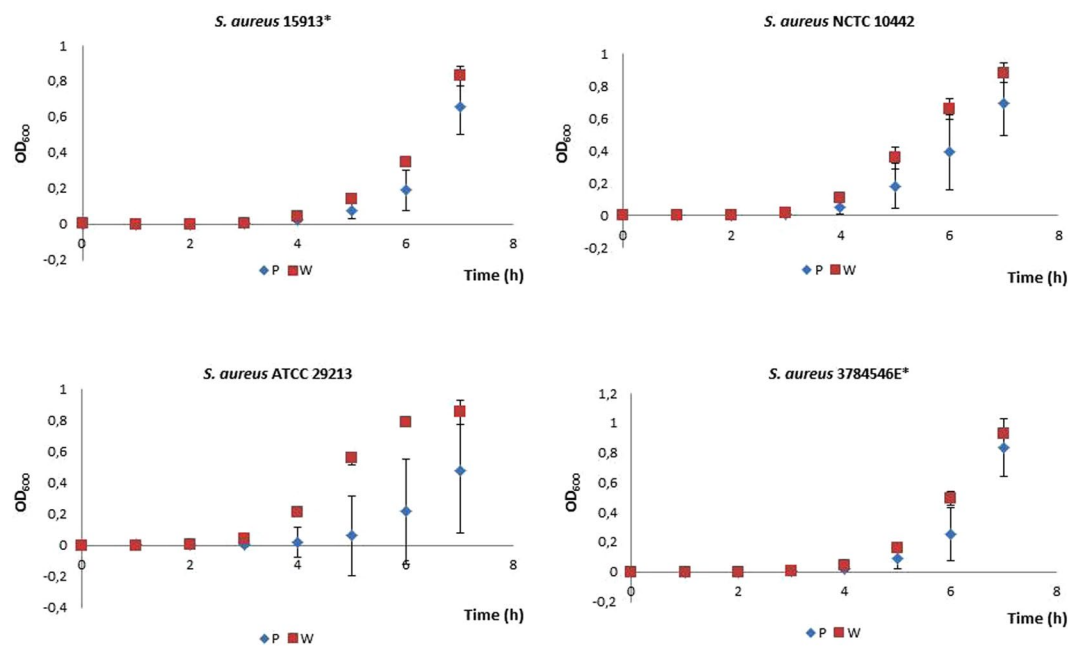 S. aureus 15913*
1
0,8
0,6
0,4
0,2
0
-0,2
OD600
0 2 4 6 8
Time (h)
P W
S. aureus NCTC 10442
1
0,8
0,6
0,4
0,2
0
-0,2
OD600
0 2 4 6 8
Time (h)
P W
S. aureus ATCC 29213
1
0,8
0,6
0,4
0,2
0
-0,2
-0,4
OD600
0 2 4 6 8
Time (h)
P W
S. aureus 3784546E*
1,2
1
0,8
0,6
0,4
0,2
0
-0,2
OD600
0 2 4 6 8
Time (h)
P W